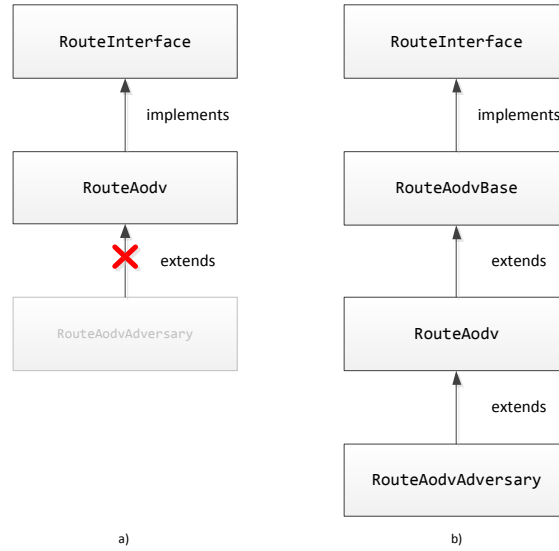 RouteInterface
implements
RouteAodv
extends
RouteAodvAdversary
a)
RouteInterface
implements
RouteAodvBase
extends
RouteAodv
extends
RouteAodvAdversary
b)